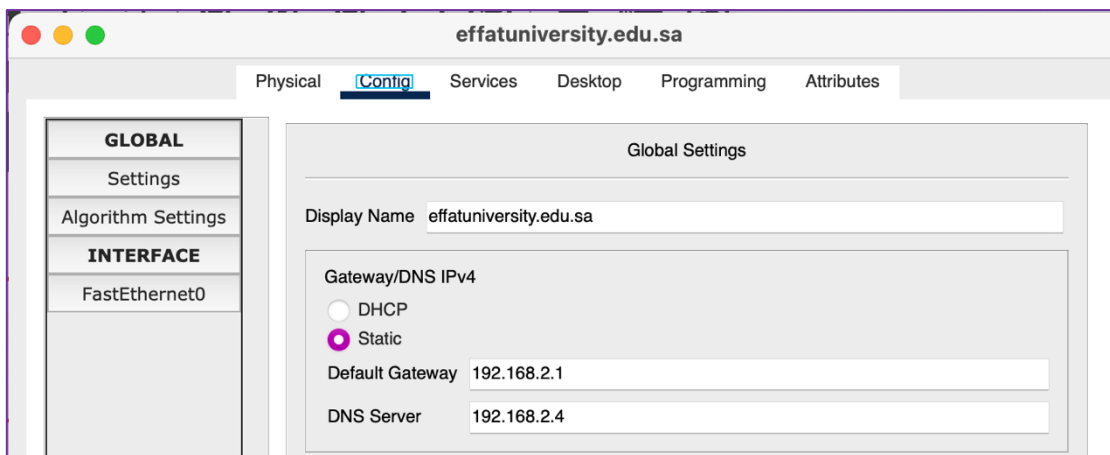 effatuniversity.edu.sa
Physical Config Services Desktop Programming Attributes
GLOBAL
Settings
Algorithm Settings
INTERFACE
FastEthernet0
Global Settings
Display Name effatuniversity.edu.sa
Gateway/DNS IPv4
DHCP
Static
Default Gateway 192.168.2.1
DNS Server 192.168.2.4